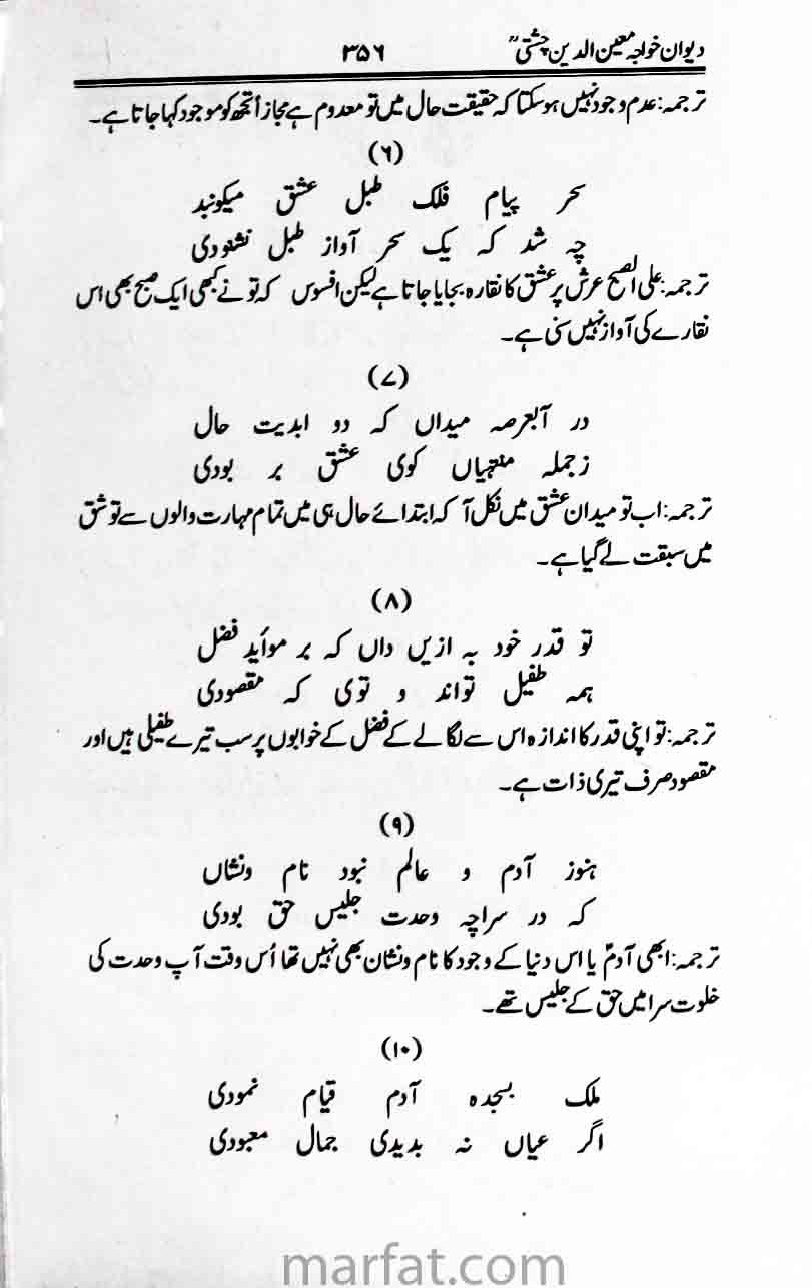 دیوان خواجہ معین الدین چشتیؒ ۳۵۶
ترجمہ: عدم وجود نہیں ہوسکتا کہ حقیقت حال میں تو معدوم ہے مجازاً تجھ کو موجود کہا جاتا ہے۔
(۶)
سحر پیام فلک طبل عشق میکوبند
چہ شد کہ یک سحر آواز طبل نشنودی
ترجمہ: علی الصبح عرش پر عشق کا نقارہ بجایا جاتا ہے لیکن افسوس کہ تو نے کبھی ایک صبح بھی اس
نقارے کی آواز نہیں سنی ہے۔
(۷)
در آبعرصہ میداں کہ دو ابدیت حال
زجملہ منتہیاں کوی عشق بر بودی
ترجمہ: اب تو میدان عشق میں نکل آ کہ ابتدائے حال ہی میں تمام مہارت والوں سے تو شق
میں سبقت لے گیا ہے۔
(۸)
تو قدر خود بہ ازیں داں کہ بر موأید فضل
ہمہ طفیل تواند و توی کہ مقصودی
ترجمہ: تو اپنی قدر کا اندازہ اس سے لگا لے کے فضل کے خوابوں پر سب تیرے طفیلی ہیں اور
مقصود صرف تیری ذات ہے۔
(۹)
ہنوز آدم و عالم نبود نام ونشاں
کہ در سراچہ وحدت جلیس حق بودی
ترجمہ: ابھی آدمؑ یا اس دنیا کے وجود کا نام ونشان بھی نہیں تھا اُس وقت آپ وحدت کی
خلوت سرا میں حق کے جلیس تھے۔
(۱۰)
ملک بسجدہ آدم قیام نمودی
اگر عیاں نہ بدیدی جمال معبودی
marfat.com